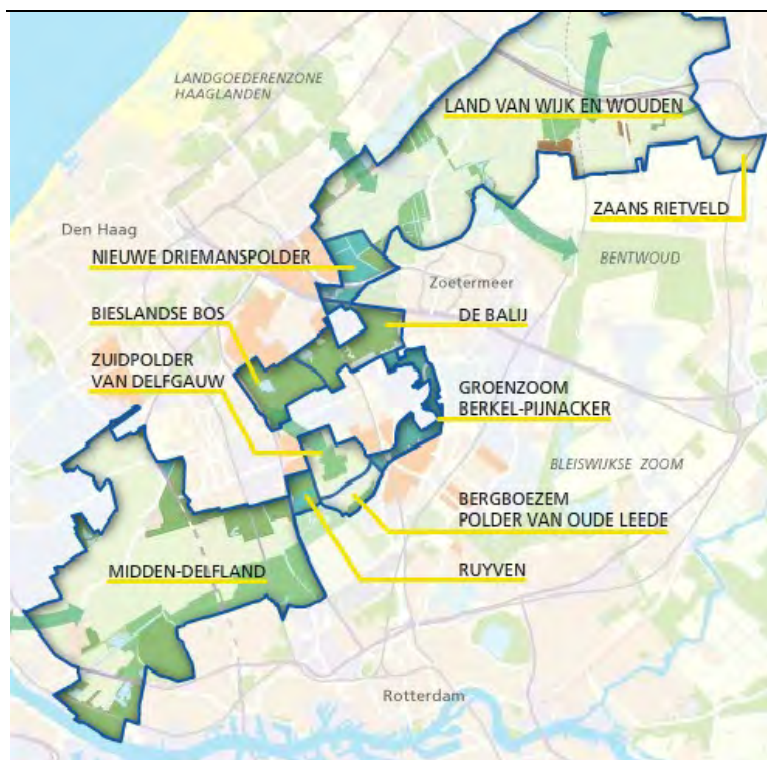 LANDGOEDERENZONE
HAAGLANDEN
LAND VAN WIJK EN WOUDEN
ZAANS RIETVELD
Den Haag
NIEUWE DRIEMANSPOLDER
BENTWOUD
Zoetermeer
BIESLANDSE BOS
DE BALIJ
ZUIDPOLDER
VAN DELFGAUW
GROENZOOM
BERKEL-PIJNACKER
BLEISWIJKSE ZOOM
BERGBOEZEM
POLDER VAN OUDE LEEDE
MIDDEN-DELFLAND
RUYVEN
Rotterdam